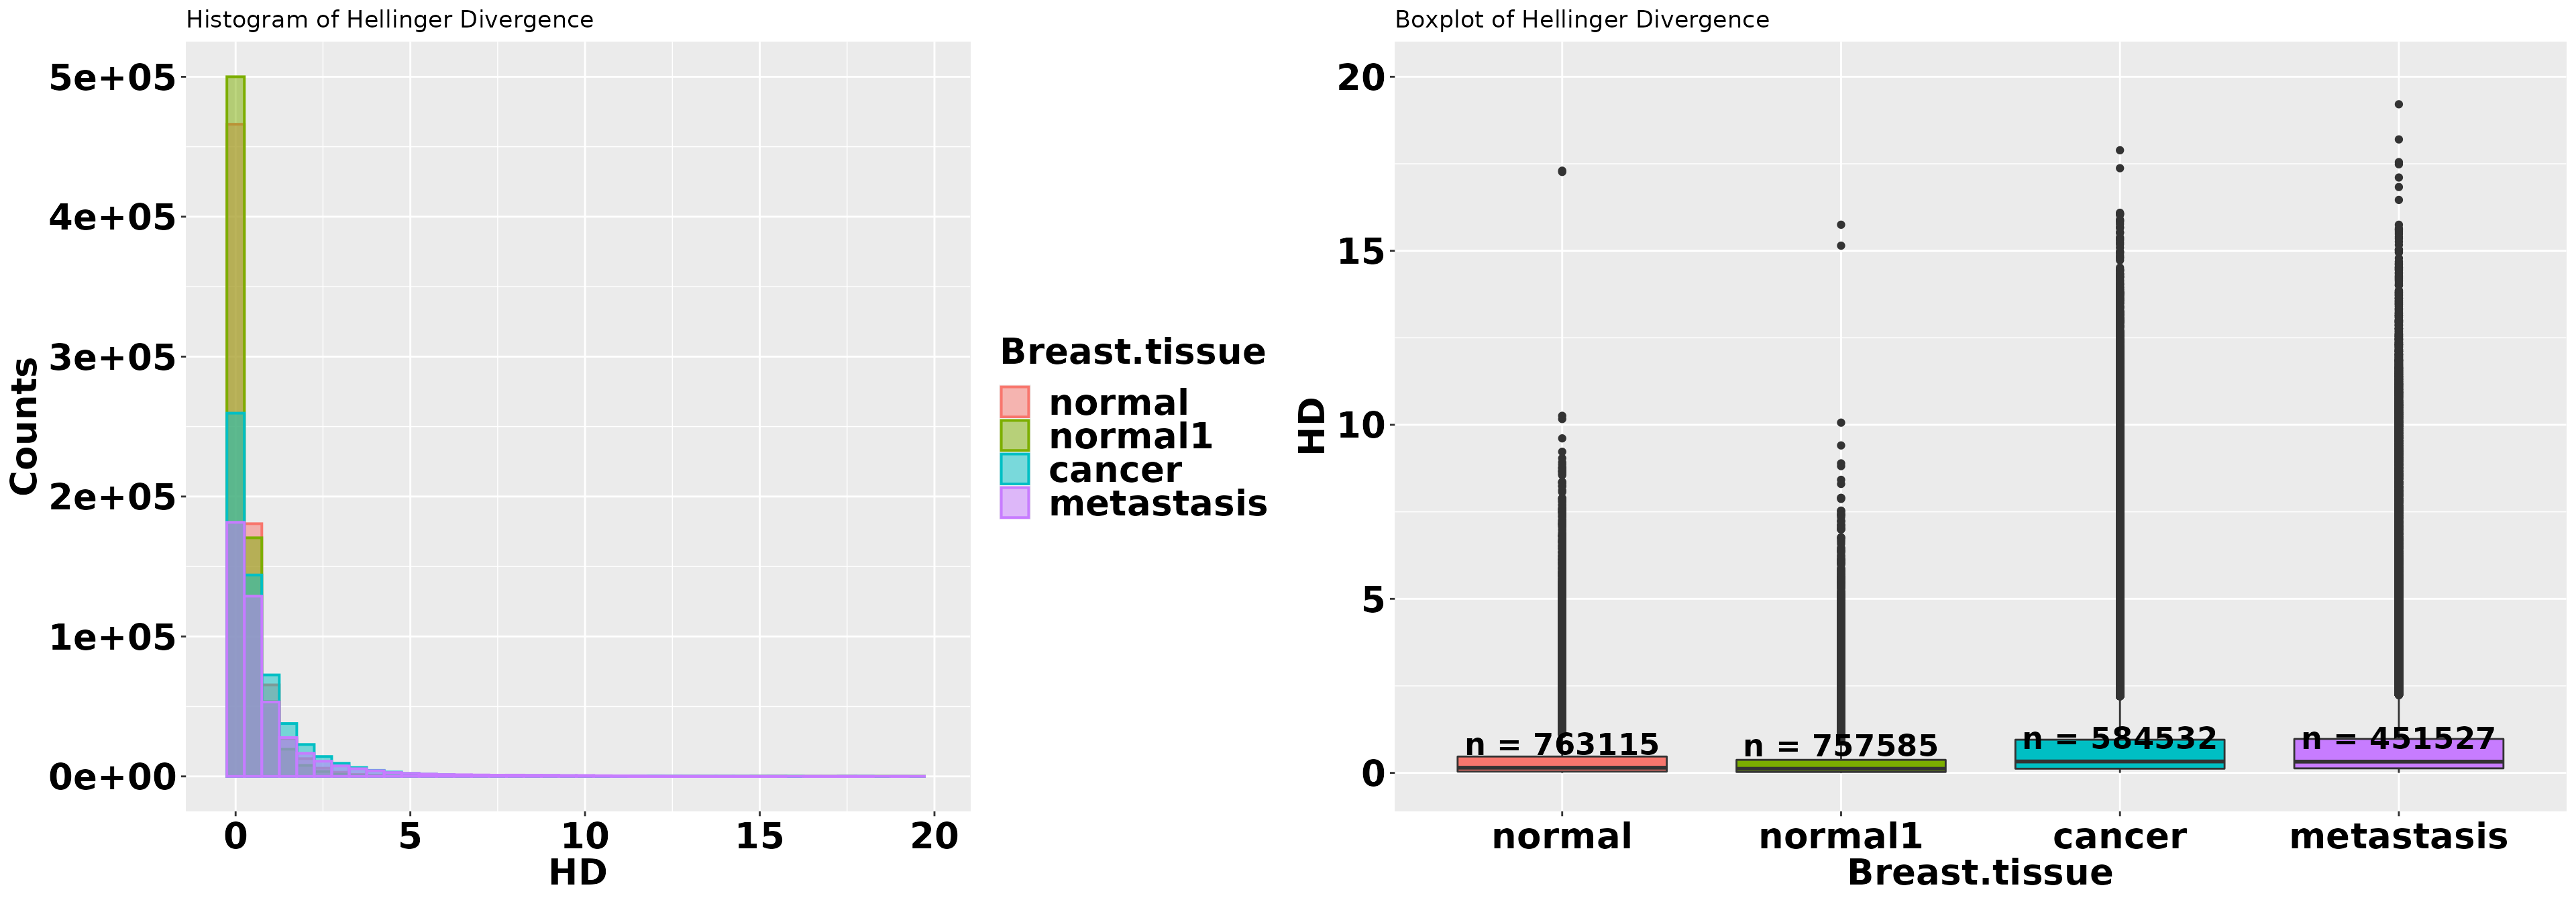 Histogram of Hellinger Divergence
5e+05
4e+05
3e+05
2e+05
1e+05
0e+00
Counts
0 5 10 15 20
HD
Breast.tissue
normal
normal1
cancer
metastasis
Boxplot of Hellinger Divergence
20
15
10
5
0
HD
n = 763115 n = 757585 n = 584532 n = 451527
normal normal1 cancer metastasis
Breast.tissue